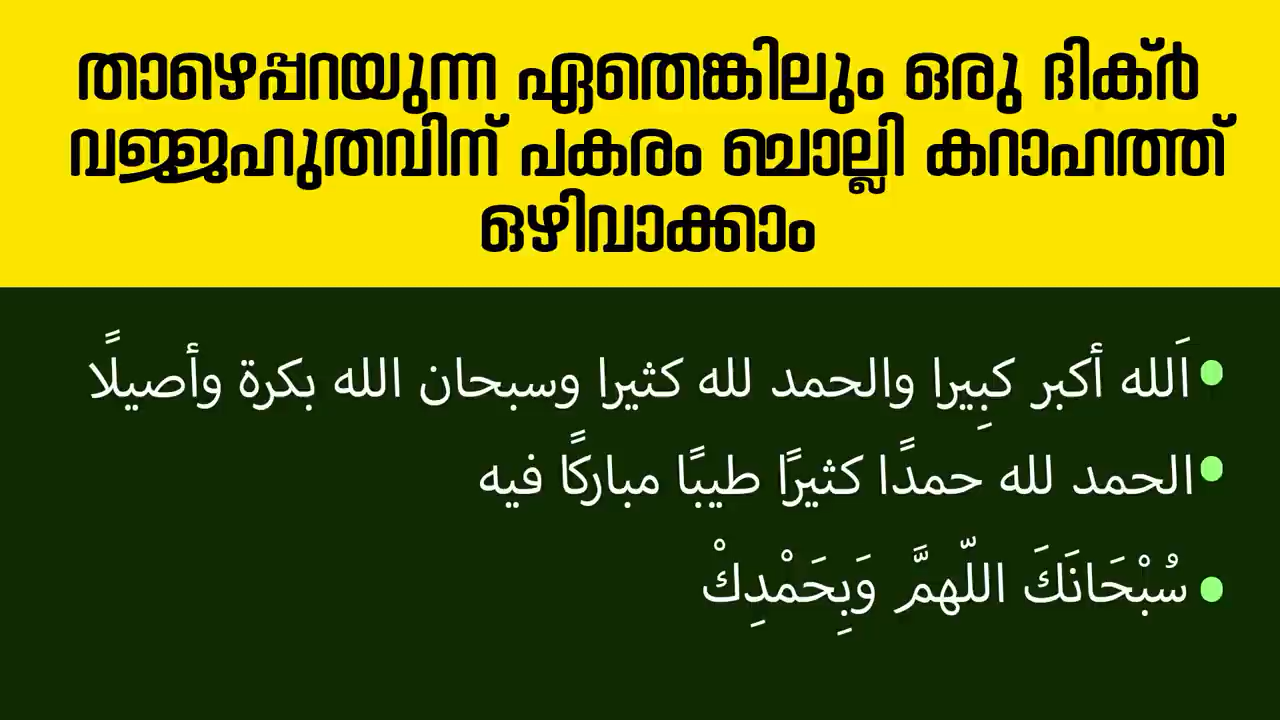 താഴെപ്പറയുന്ന ഏതെങ്കിലും ഒരു ദിക്ർ
വജ്ജഹുതവിന് പകരം ചൊല്ലി കറാഹത്ത്
ഒഴിവാക്കാം
• اَلله أكبر كبِيرا والحمد لله كثيرا وسبحان الله بكرة وأصيلًا
• الحمد لله حمدًا كثيرًا طيبًا مباركًا فيه
• سُبْحَانَكَ اللّهمَّ وَبِحَمْدِكْ